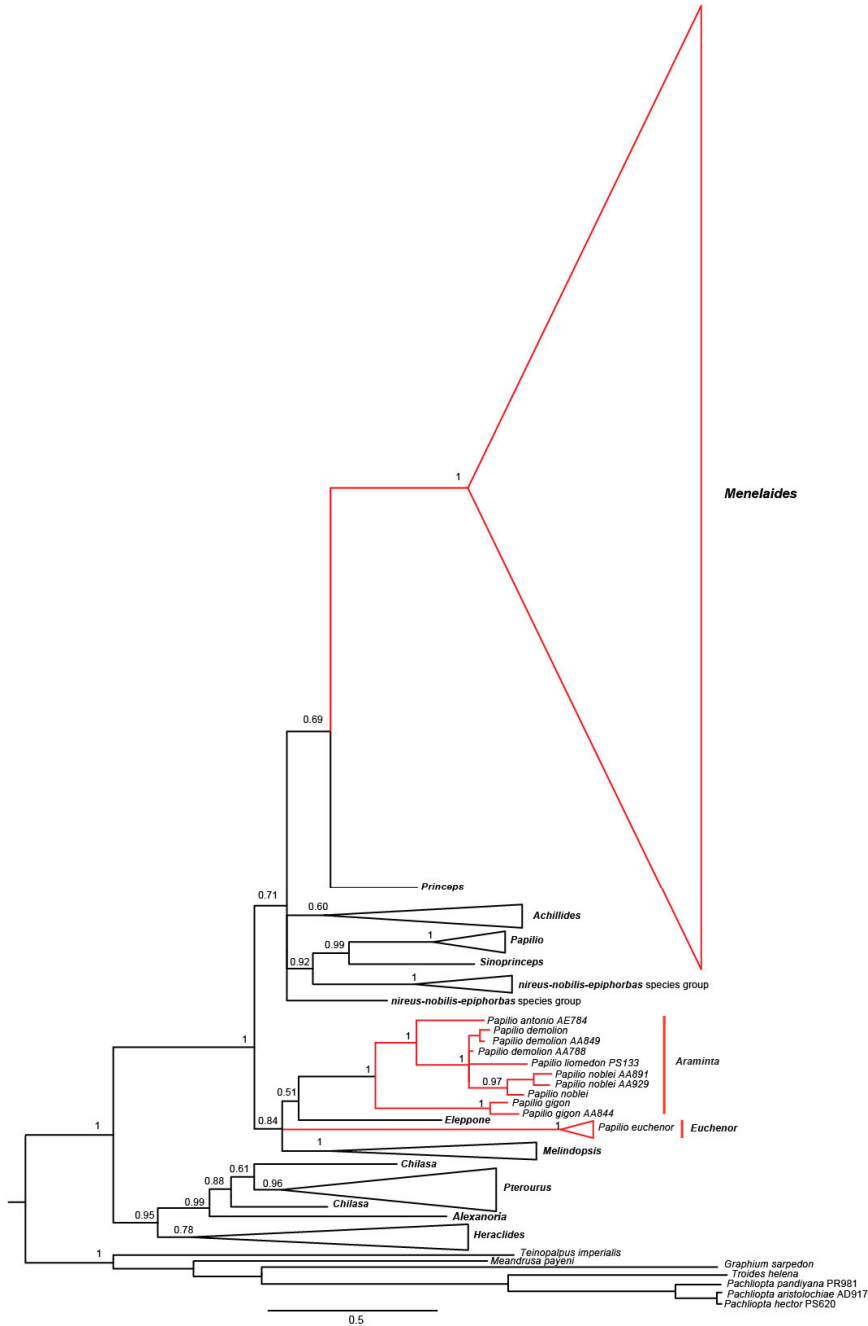 1
Menelaides
0.69
Princeps
0.71
0.60
Achillides
1
Papilio
0.99
Sinoprinceps
0.92
1
nireus-nobilis-epiphorbas species group
nireus-nobilis-epiphorbas species group
Papilio antonio AE784
Papilio demolion
1
Papilio demolion AA849
Papilio demolion AA788
1
Papilio liomedon PS133
Araminta
1
Papilio noblei AA891
0.97
Papilio noblei AA929
Papilio noblei
1
Papilio gigon
Papilio gigon AA844
0.51
Eleppone
1
0.84
1
Papilio euchenor
Euchenor
1
Melindopsis
1
0.61
Chilasa
0.88
0.96
Pterourus
0.99
Chilasa
0.95
Alexanoria
0.78
Heraclides
1
Teinopalpus imperialis
Meandrusa payeni
Graphium sarpedon
Troides helena
Pachliopta pandiyana PR981
Pachliopta aristolochiae AD917
Pachliopta hector PS620
0.5